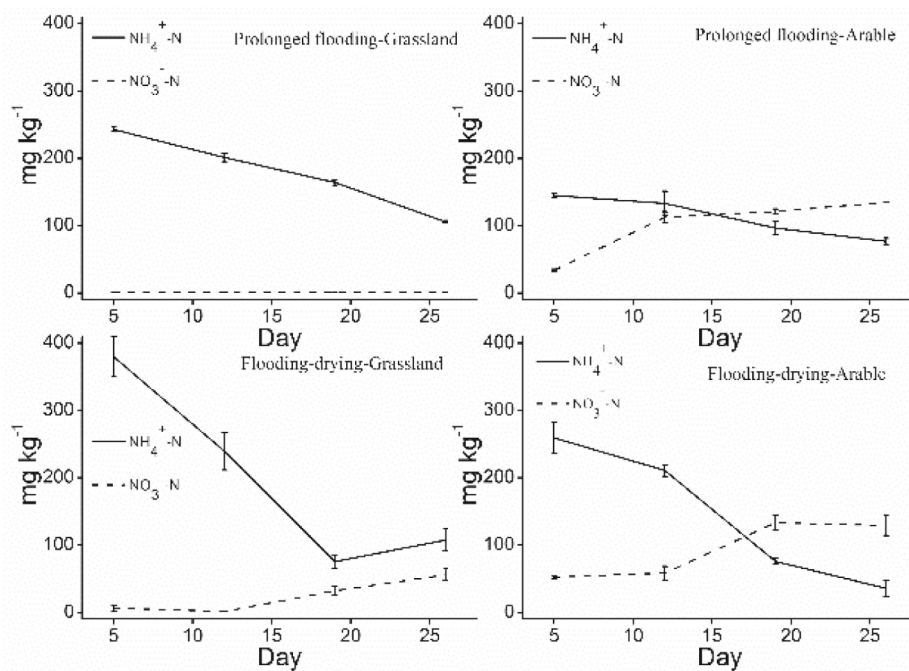 400
NH4+-N
Prolonged flooding-Grassland
NO3--N
300
mg kg-1
200
100
0
5 10 15 20 25
Day
400
NH4+-N
Prolonged flooding-Arable
NO3-N
300
mg kg-1
200
100
0
5 10 15 20 25
Day
400
Flooding-drying-Grassland
300
NH4+-N
mg kg-1
NO3-N
200
100
0
5 10 15 20 25
Day
400
NH4+-N
Flooding-drying-Arable
NO3--N
300
mg kg-1
200
100
0
5 10 15 20 25
Day